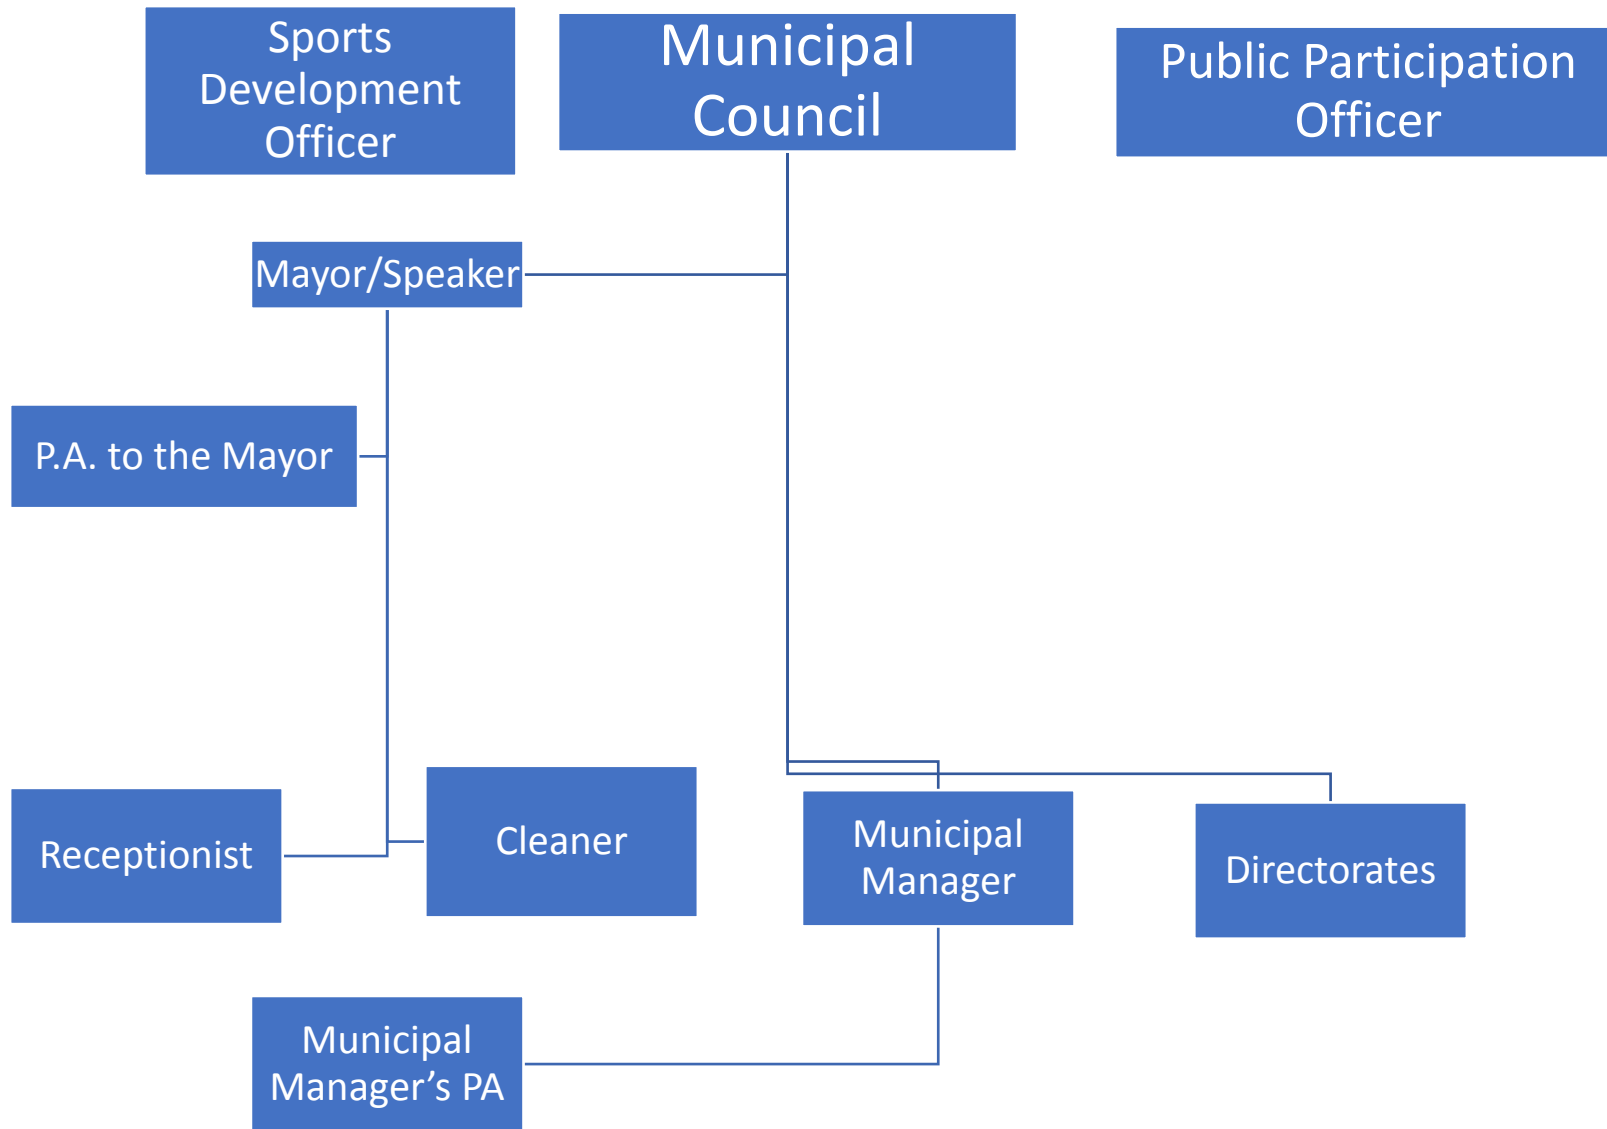 Sports
Development
Officer
Municipal
Council
Public Participation
Officer
Mayor/Speaker
P.A. to the Mayor
Receptionist
Cleaner
Municipal
Manager
Directorates
Municipal
Manager’s PA